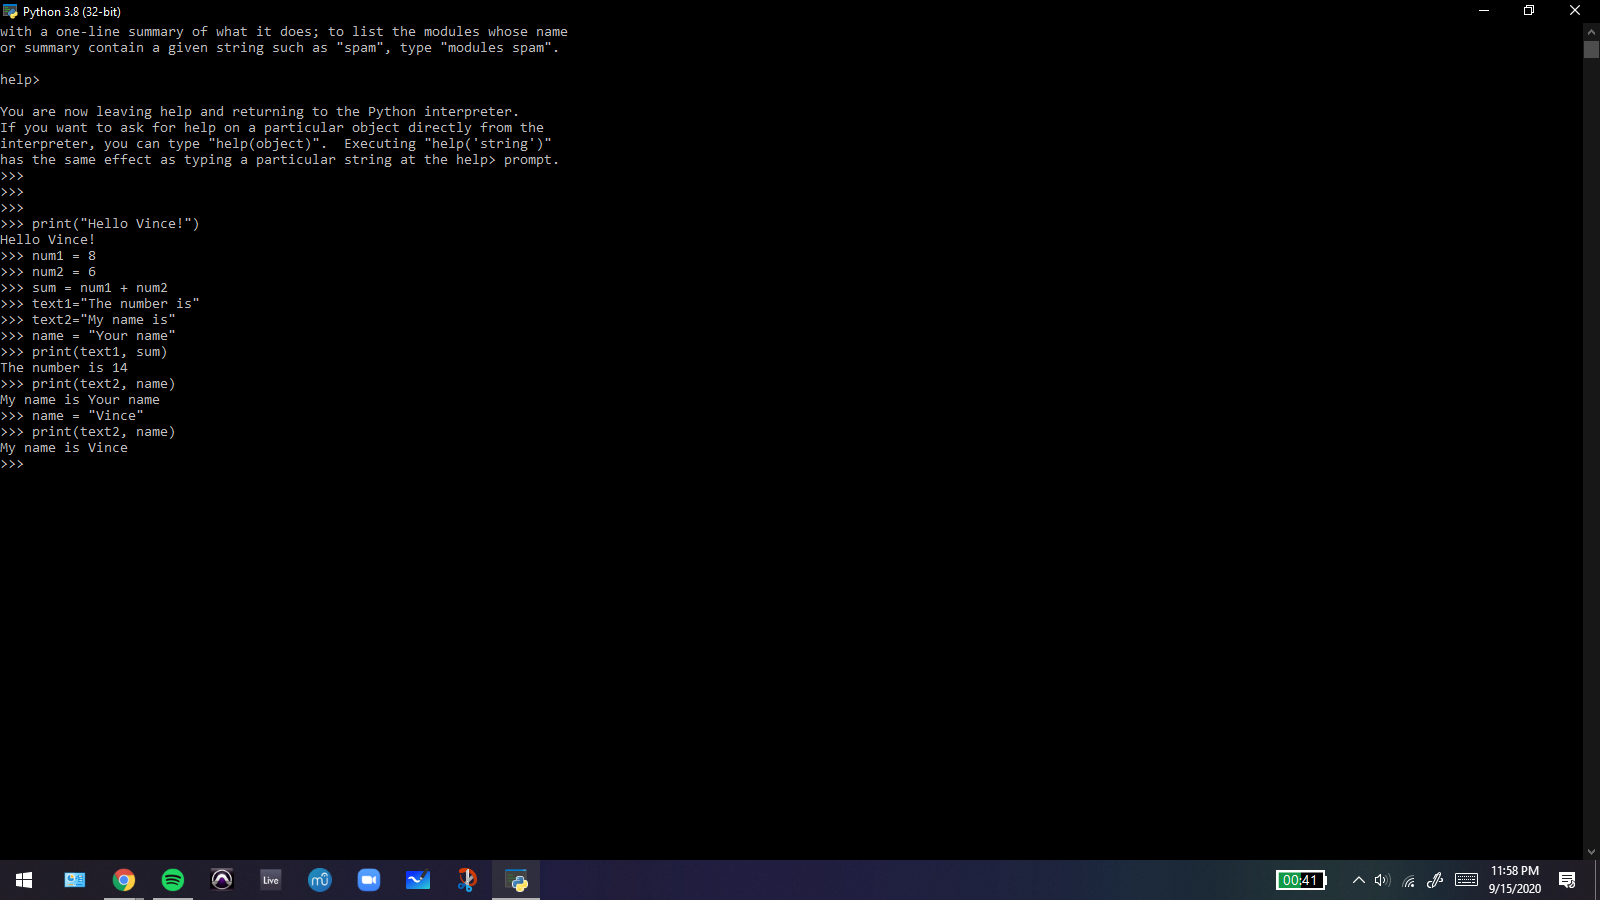 Python 3.8 (32-bit)
with a one-line summary of what it does; to list the modules whose name
or summary contain a given string such as "spam", type "modules spam".
help>
You are now leaving help and returning to the Python interpreter.
If you want to ask for help on a particular object directly from the
interpreter, you can type "help(object)".  Executing "help('string')"
has the same effect as typing a particular string at the help> prompt.
>>>
>>>
>>>
>>> print("Hello Vince!")
Hello Vince!
>>> num1 = 8
>>> num2 = 6
>>> sum = num1 + num2
>>> text1="The number is"
>>> text2="My name is"
>>> name = "Your name"
>>> print(text1, sum)
The number is 14
>>> print(text2, name)
My name is Your name
>>> name = "Vince"
>>> print(text2, name)
My name is Vince
>>>
Live
mu
00:41
11:58 PM
9/15/2020